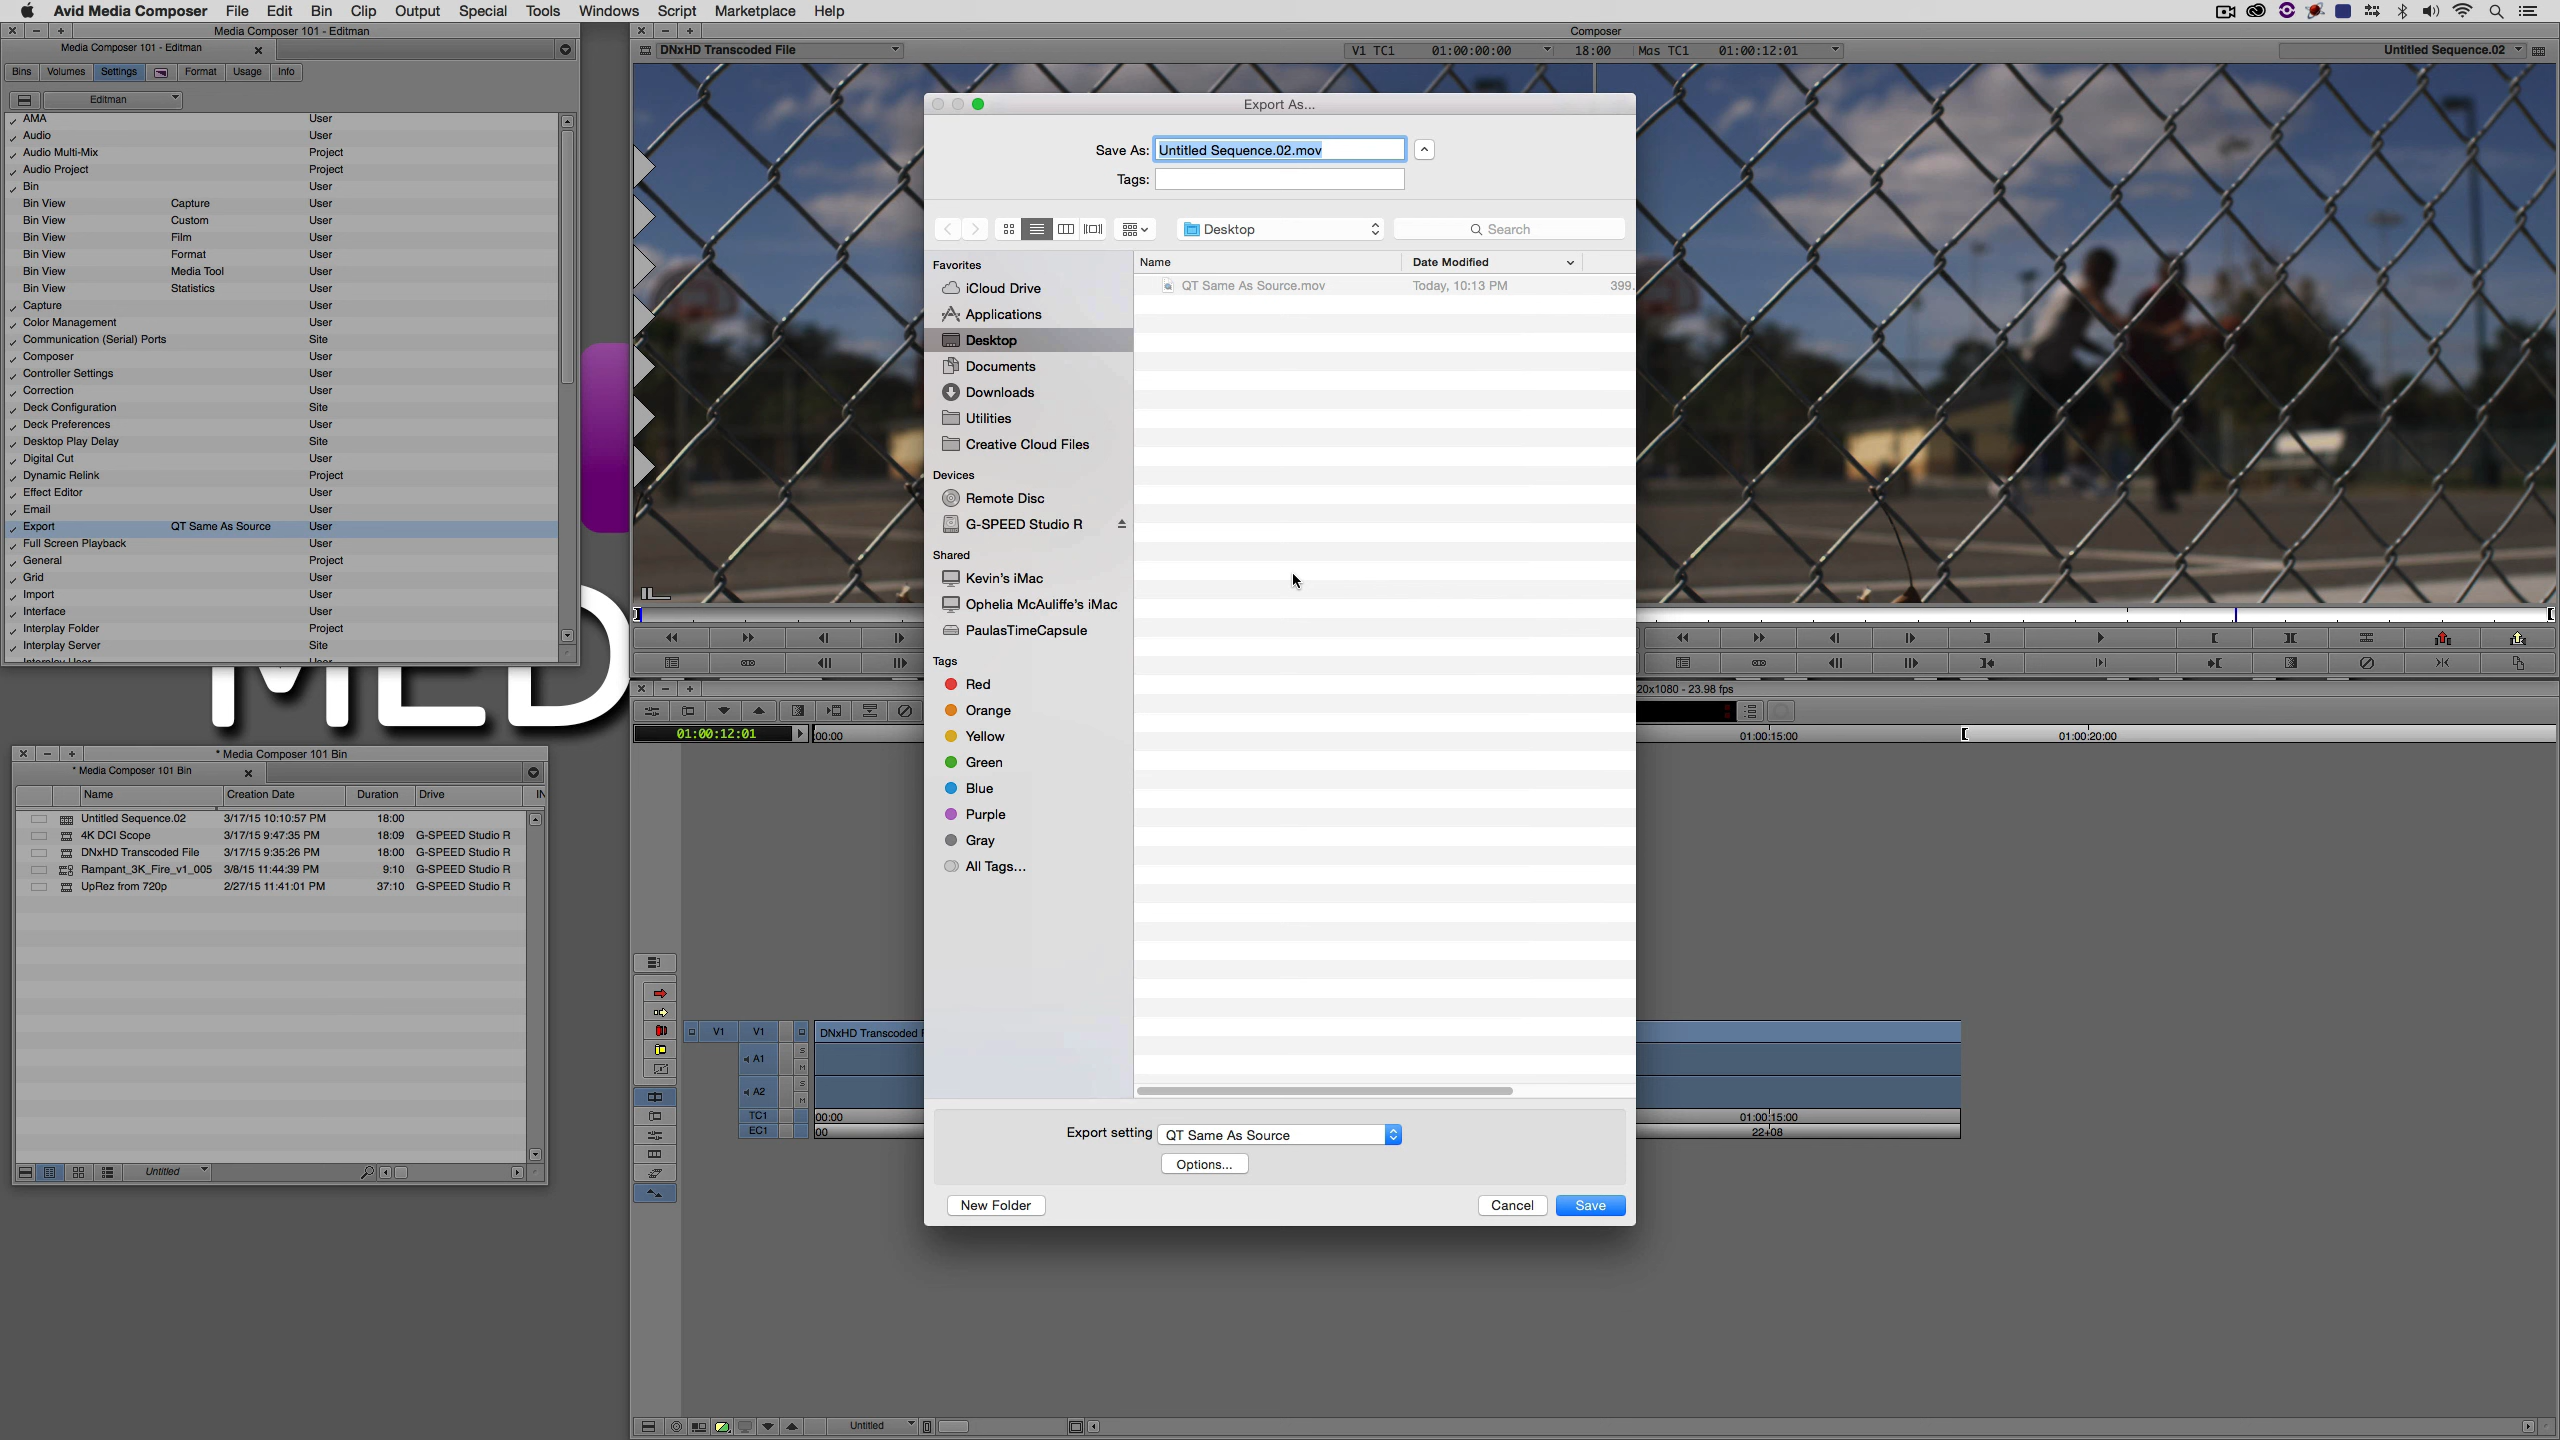 Avid Media Composer File Edit Bin Clip Output Special Tools Windows Script Marketplace Help
Media Composer 101 - Editman
Media Composer 101 - Editman
Bins Volumes Settings Format Usage Info
Editman
AMA User
Audio User
Audio Multi-Mix Project
Audio Project Project
Bin User
Bin View Capture User
Bin View Custom User
Bin View Film User
Bin View Format User
Bin View Media Tool User
Bin View Statistics User
Capture User
Color Management User
Communication (Serial) Ports Site
Composer User
Controller Settings User
Correction User
Deck Configuration Site
Deck Preferences User
Desktop Play Delay Site
Digital Cut User
Dynamic Relink Project
Effect Editor User
Email User
Export QT Same As Source User
Full Screen Playback User
General Project
Grid User
Import User
Interface User
Interplay Folder Project
Interplay Server Site
Interplay User User
MED
* Media Composer 101 Bin
* Media Composer 101 Bin
Name Creation Date Duration Drive IN
Untitled Sequence.02 3/17/15 10:10:57 PM 18:00
4K DCI Scope 3/17/15 9:47:35 PM 18:09 G-SPEED Studio R
DNxHD Transcoded File 3/17/15 9:35:26 PM 18:00 G-SPEED Studio R
Rampant_3K_Fire_v1_005 3/8/15 11:44:39 PM 9:10 G-SPEED Studio R
UpRez from 720p 2/27/15 11:41:01 PM 37:10 G-SPEED Studio R
Untitled
Composer
DNxHD Transcoded File V1 TC1 01:00:00:00 18:00 Mas TC1 01:00:12:01 Untitled Sequence.02
Export As...
Save As: Untitled Sequence.02.mov
Tags:
Desktop Search
Favorites
iCloud Drive
Applications
Desktop
Documents
Downloads
Utilities
Creative Cloud Files
Devices
Remote Disc
G-SPEED Studio R
Shared
Kevin's iMac
Ophelia McAuliffe's iMac
PaulasTimeCapsule
Tags
Red
Orange
Yellow
Green
Blue
Purple
Gray
All Tags...
Name Date Modified
QT Same As Source.mov Today, 10:13 PM 399.
Export setting QT Same As Source
Options...
New Folder Cancel Save
20x1080 - 23.98 fps
01:00:12:01 :00:00 01:00:15:00 01:00:20:00
V1 V1 DNxHD Transcoded F
A1 S M
A2 S M
TC1 00:00 01:00:15:00
EC1 00 22+08
Untitled